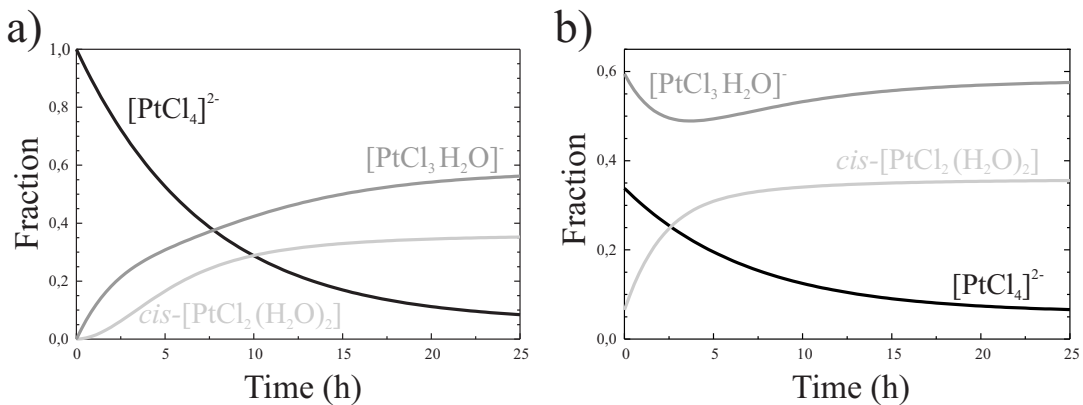 a)
Fraction
1,0
0,8
0,6
0,4
0,2
0,0
[PtCl₄]²⁻
[PtCl₃H₂O]⁻
cis-[PtCl₂(H₂O)₂]
0 5 10 15 20 25
Time (h)
b)
Fraction
0,6
0,4
0,2
0,0
[PtCl₃H₂O]⁻
cis-[PtCl₂(H₂O)₂]
[PtCl₄]²⁻
0 5 10 15 20 25
Time (h)